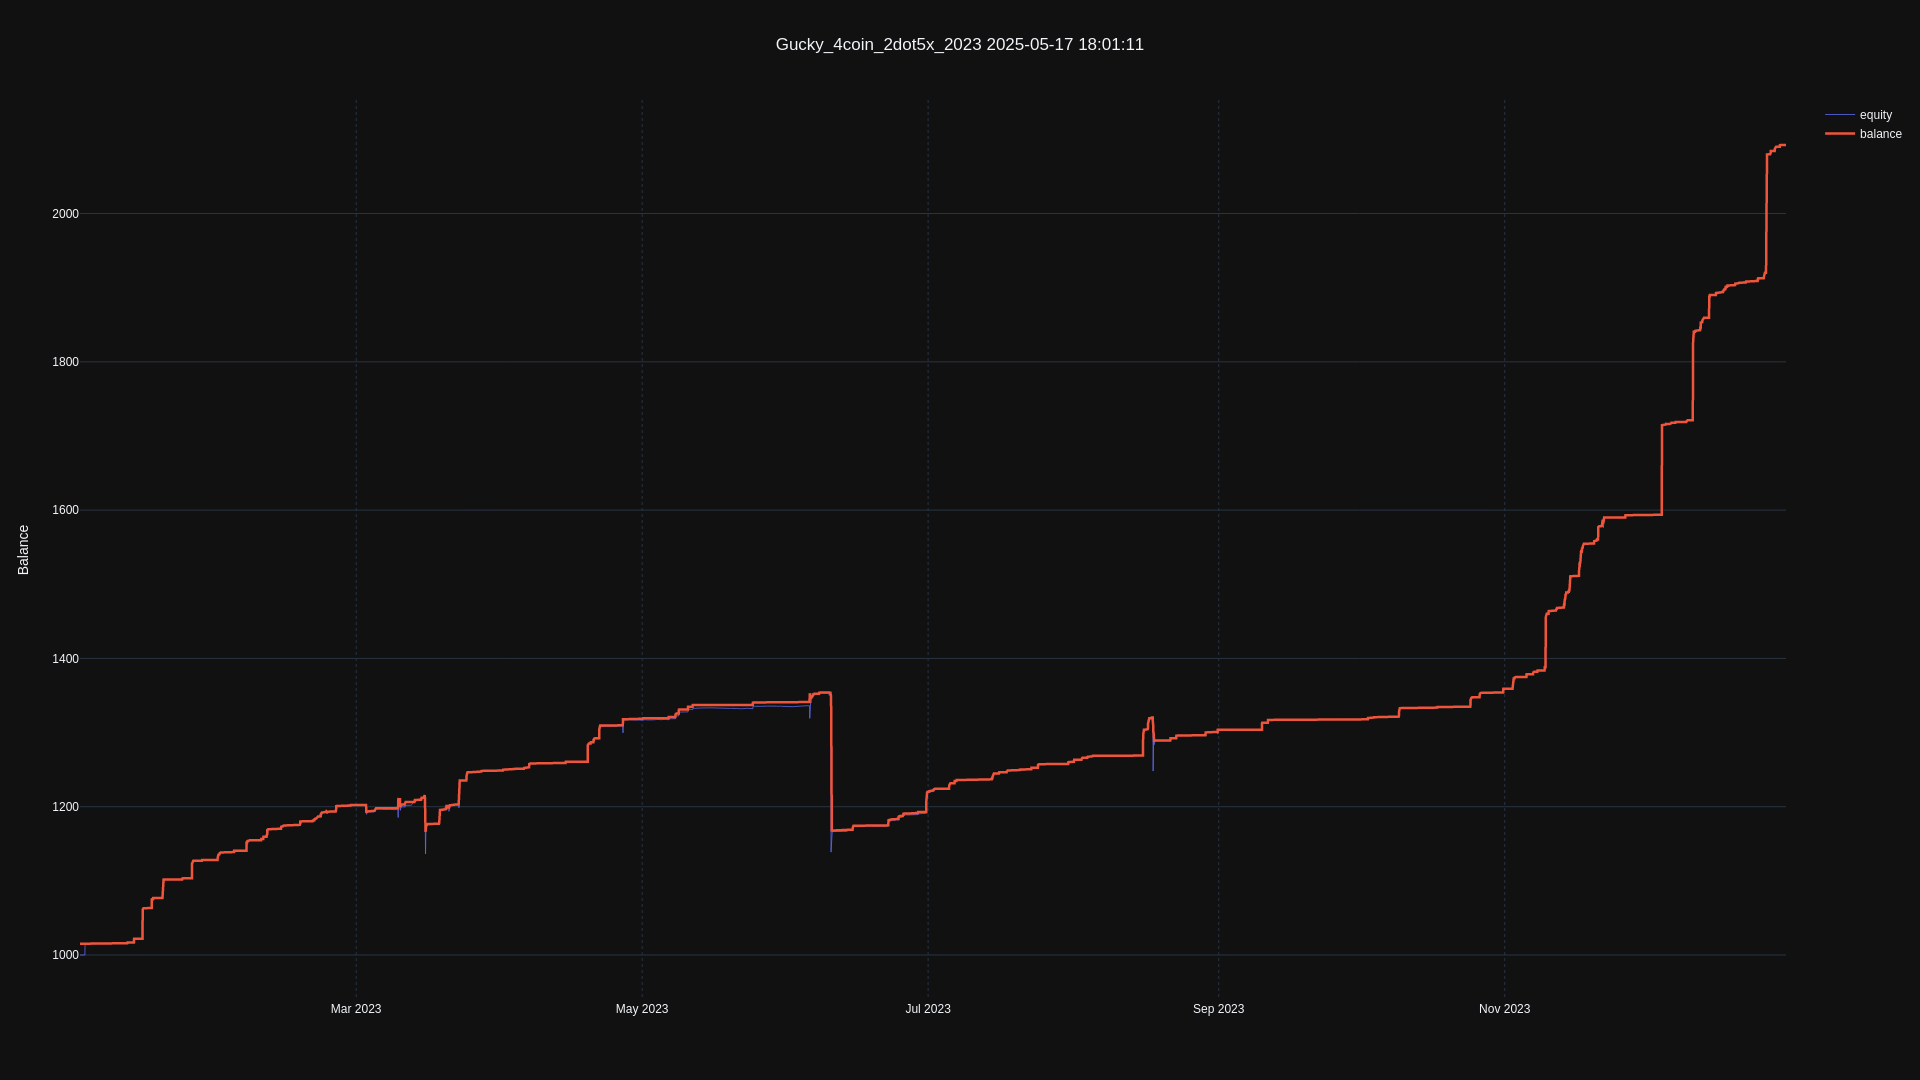 Gucky_4coin_2dot5x_2023 2025-05-17 18:01:11
equity
balance
2000
1800
1600
1400
1200
1000
Balance
Mar 2023
May 2023
Jul 2023
Sep 2023
Nov 2023